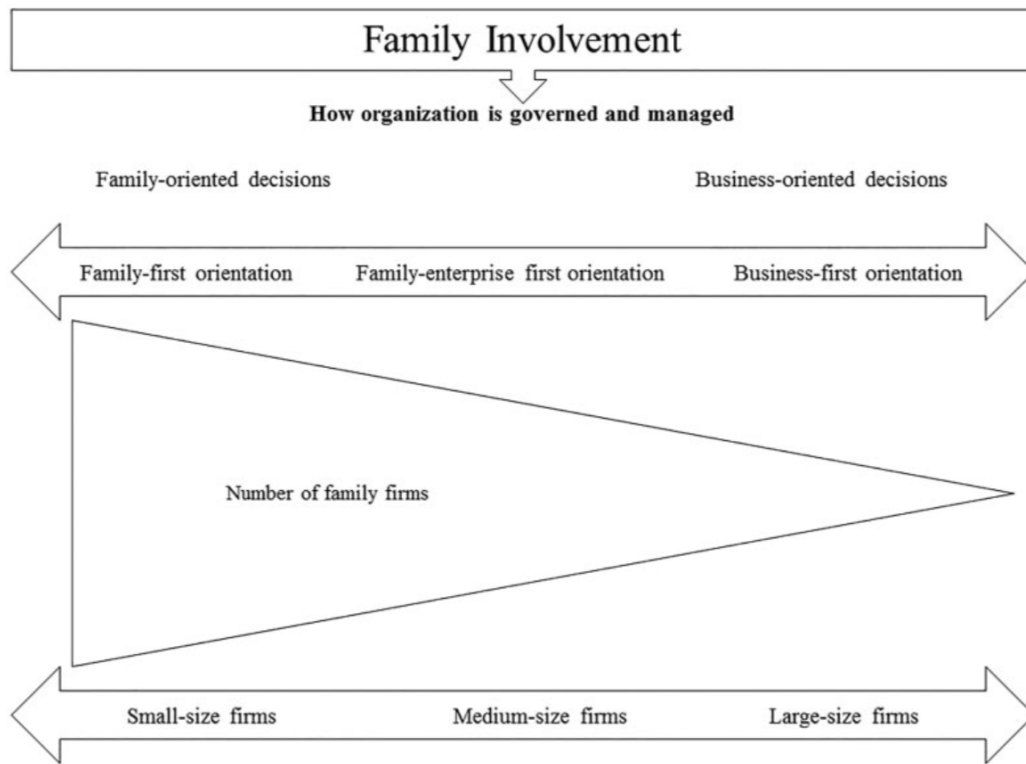 Family Involvement
How organization is governed and managed
Family-oriented decisions
Business-oriented decisions
Family-first orientation
Family-enterprise first orientation
Business-first orientation
Number of family firms
Small-size firms
Medium-size firms
Large-size firms